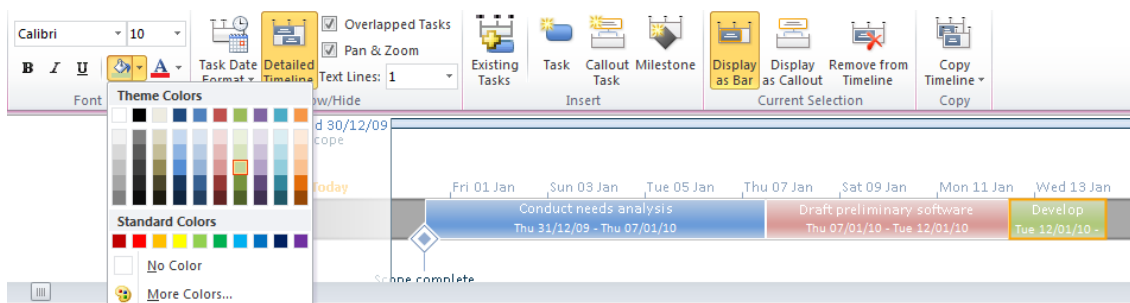 Calibri
10
B I U A
Font
Task Date
Format
Detailed
Timeline
Overlapped Tasks
Pan & Zoom
Text Lines: 1
ow/Hide
Existing
Tasks
Task
Callout
Task
Milestone
Insert
Display
as Bar
Display
as Callout
Remove from
Timeline
Current Selection
Copy
Timeline
Copy
Theme Colors
Standard Colors
No Color
More Colors...
d 30/12/09
cope
Today
Fri 01 Jan
Sun 03 Jan
Tue 05 Jan
Thu 07 Jan
Sat 09 Jan
Mon 11 Jan
Wed 13 Jan
Conduct needs analysis
Thu 31/12/09 - Thu 07/01/10
Draft preliminary software
Thu 07/01/10 - Tue 12/01/10
Develop
Tue 12/01/10 -
Scope complete